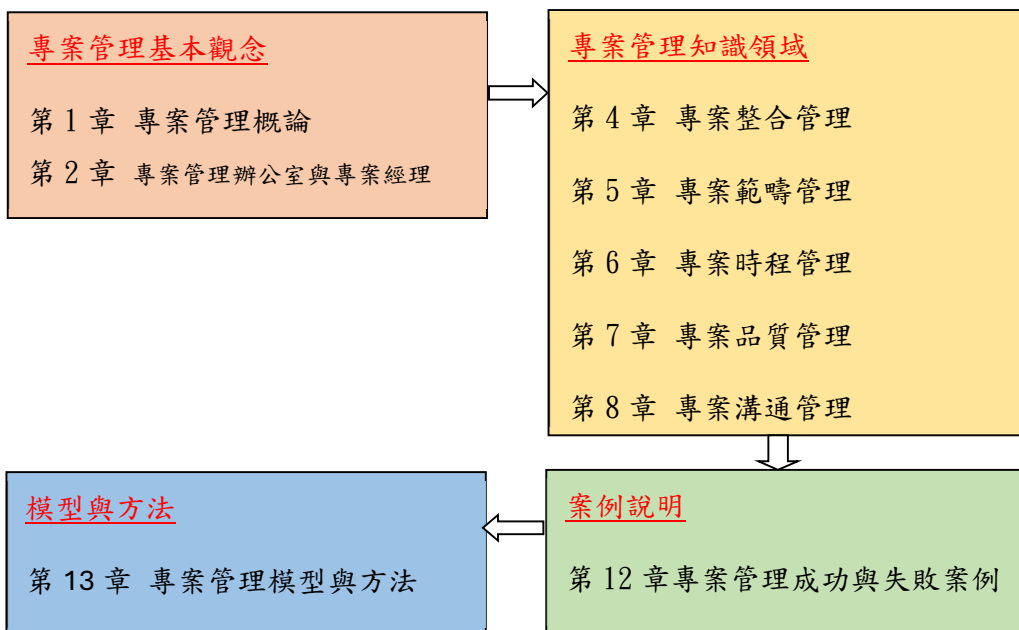 專案管理基本觀念
第 1 章 專案管理概論
第 2 章 專案管理辦公室與專案經理
專案管理知識領域
第 4 章 專案整合管理
第 5 章 專案範疇管理
第 6 章 專案時程管理
第 7 章 專案品質管理
第 8 章 專案溝通管理
案例說明
第 12 章專案管理成功與失敗案例
模型與方法
第 13 章 專案管理模型與方法